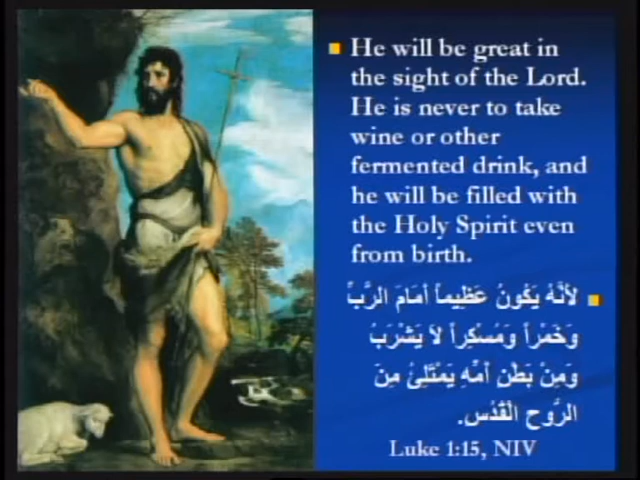 He will be great in
the sight of the Lord.
He is never to take
wine or other
fermented drink, and
he will be filled with
the Holy Spirit even
from birth.
لأَنَّهُ يَكُونُ عَظِيماً أَمَامَ الرَّبِّ
وَخَمْراً وَمُسْكِراً لاَ يَشْرَبُ
وَمِنْ بَطْنِ أُمِّهِ يَمْتَلِئُ مِنَ
الرُّوحِ الْقُدُسِ.
Luke 1:15, NIV